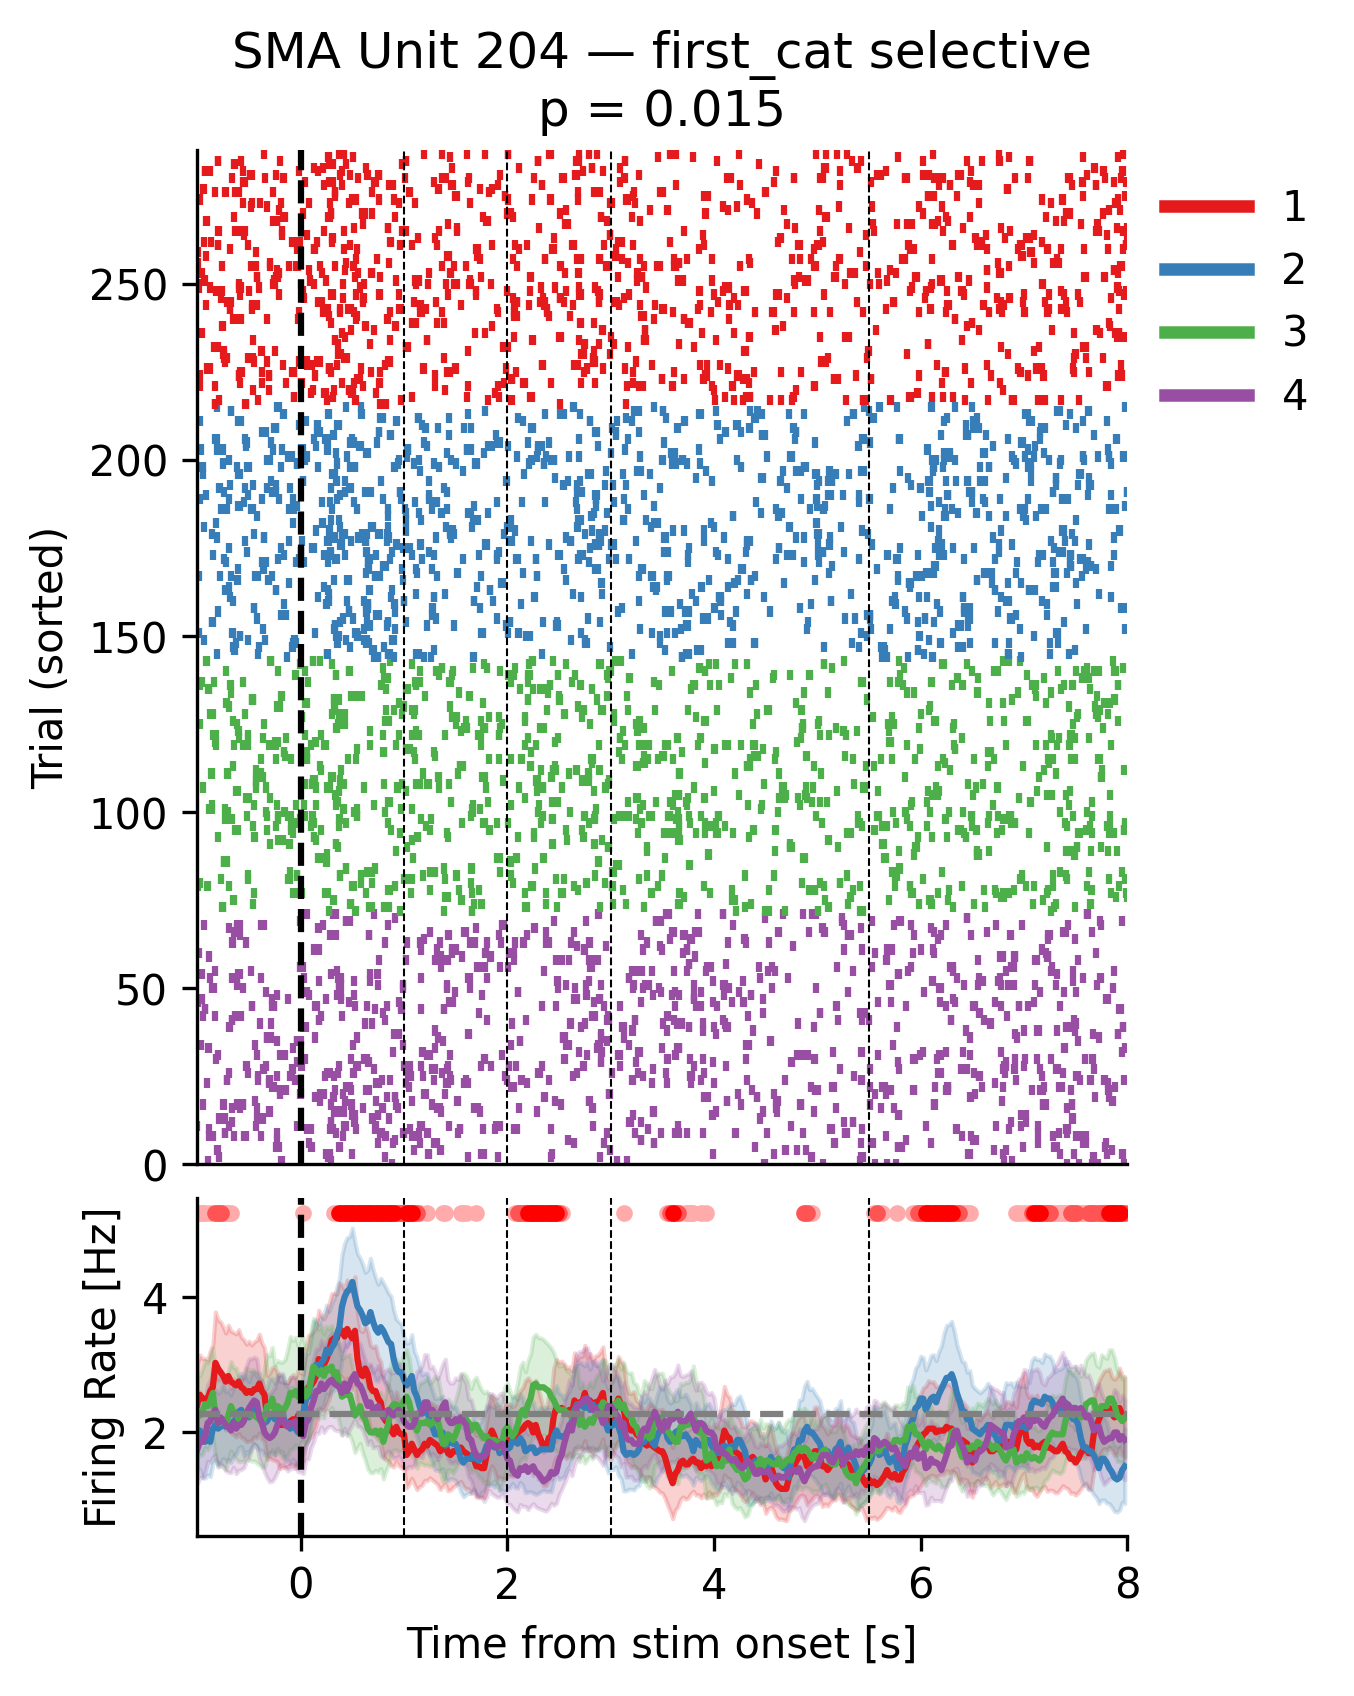 SMA Unit 204 — first_cat selective
p = 0.015
1
2
3
4
250
200
150
100
50
0
Trial (sorted)
4
2
Firing Rate [Hz]
0 2 4 6 8
Time from stim onset [s]